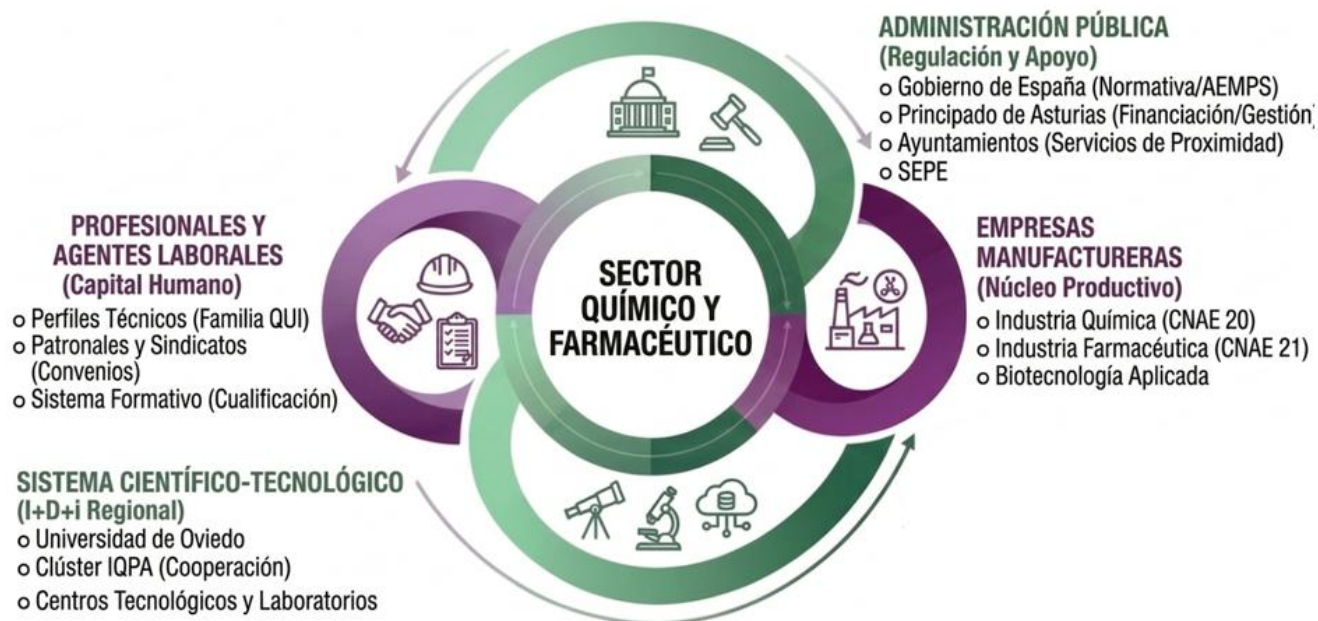 ADMINISTRACIÓN PÚBLICA
(Regulación y Apoyo)
o Gobierno de España (Normativa/AEMPS)
o Principado de Asturias (Financiación/Gestión)
o Ayuntamientos (Servicios de Proximidad)
o SEPE
PROFESIONALES Y
AGENTES LABORALES
(Capital Humano)
o Perfiles Técnicos (Familia QUI)
o Patronales y Sindicatos
(Convenios)
o Sistema Formativo (Cualificación)
SECTOR
QUÍMICO Y
FARMACÉUTICO
EMPRESAS
MANUFACTURERAS
(Núcleo Productivo)
o Industria Química (CNAE 20)
o Industria Farmacéutica (CNAE 21)
o Biotecnología Aplicada
SISTEMA CIENTÍFICO-TECNOLÓGICO
(I+D+i Regional)
o Universidad de Oviedo
o Clúster IQPA (Cooperación)
o Centros Tecnológicos y Laboratorios